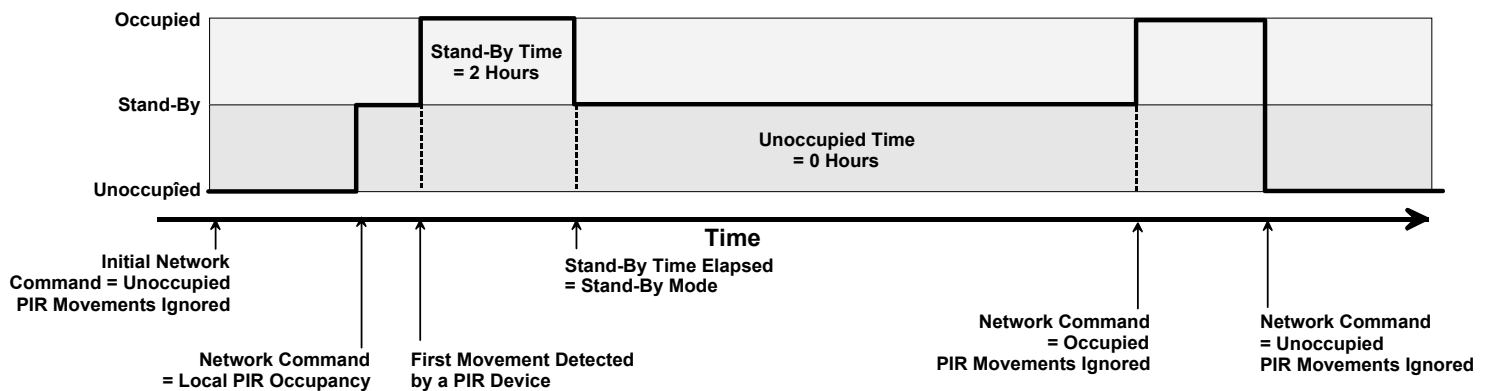 Occupied
Stand-By Time
= 2 Hours
Stand-By
Unoccupied Time
= 0 Hours
Unoccupied
Time
Initial Network
Command = Unoccupied
PIR Movements Ignored
Stand-By Time Elapsed
= Stand-By Mode
Network Command
= Local PIR Occupancy
First Movement Detected
by a PIR Device
Network Command
= Occupied
PIR Movements Ignored
Network Command
= Unoccupied
PIR Movements Ignored